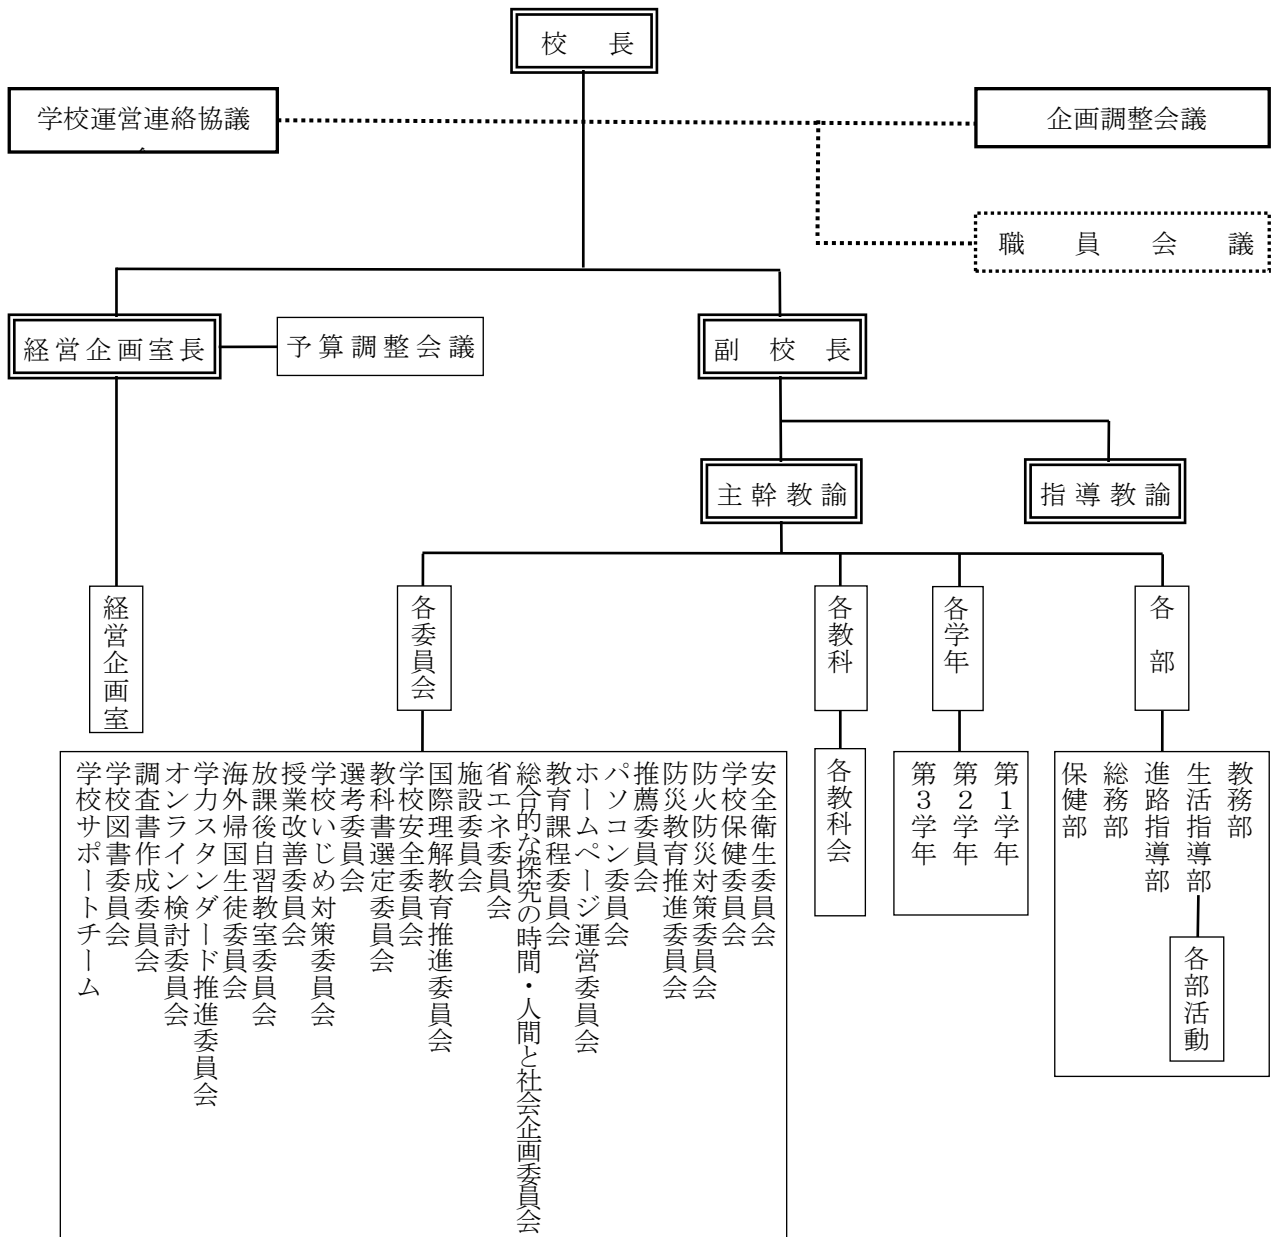 校　長
学校運営連絡協議
企画調整会議
職　員　会　議
経営企画室長
予算調整会議
副　校　長
主幹教諭
指導教諭
経営企画室
各委員会
各教科
各学年
各　部
安全衛生委員会
学校保健委員会
防火防災対策委員会
防災教育推進委員会
推薦委員会
パソコン委員会
ホームページ運営委員会
教育課程委員会
総合的な探究の時間・人間と社会企画委員会
省エネ委員会
施設委員会
国際理解教育推進委員会
学校安全委員会
教科書選定委員会
選考委員会
学校いじめ対策委員会
授業改善委員会
放課後自習教室委員会
海外帰国生徒委員会
学力スタンダード推進委員会
オンライン検討委員会
調査書作成委員会
学校図書委員会
学校サポートチーム
各教科会
第１学年
第２学年
第３学年
教務部
生活指導部
各部活動
進路指導部
総務部
保健部